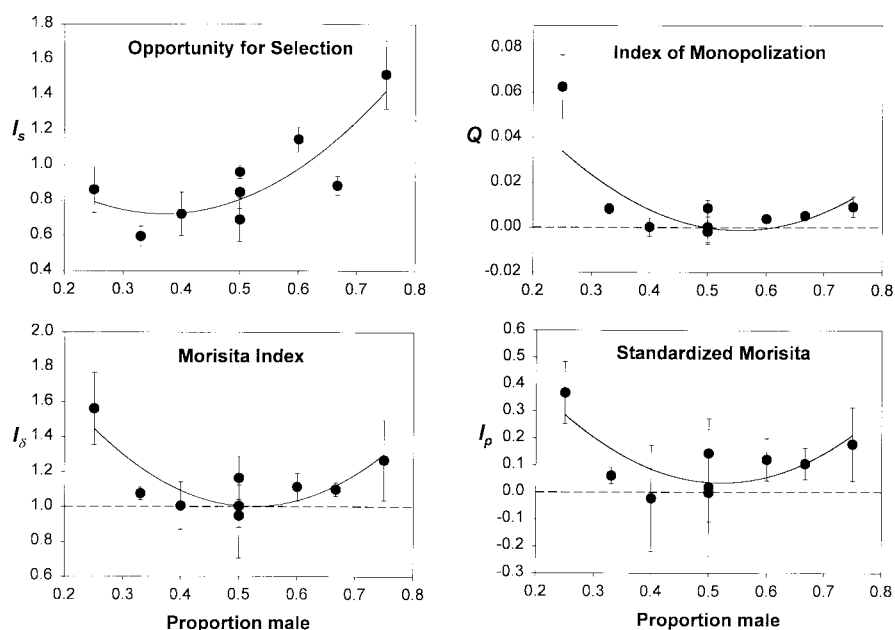 Opportunity for Selection
I_s
1.8
1.6
1.4
1.2
1.0
0.8
0.6
0.4
0.2 0.3 0.4 0.5 0.6 0.7 0.8
Index of Monopolization
Q
0.08
0.06
0.04
0.02
0.00
-0.02
0.2 0.3 0.4 0.5 0.6 0.7 0.8
Morisita Index
I_δ
2.0
1.8
1.6
1.4
1.2
1.0
0.8
0.6
0.2 0.3 0.4 0.5 0.6 0.7 0.8
Proportion male
Standardized Morisita
I_p
0.6
0.5
0.4
0.3
0.2
0.1
0.0
-0.1
-0.2
-0.3
0.2 0.3 0.4 0.5 0.6 0.7 0.8
Proportion male